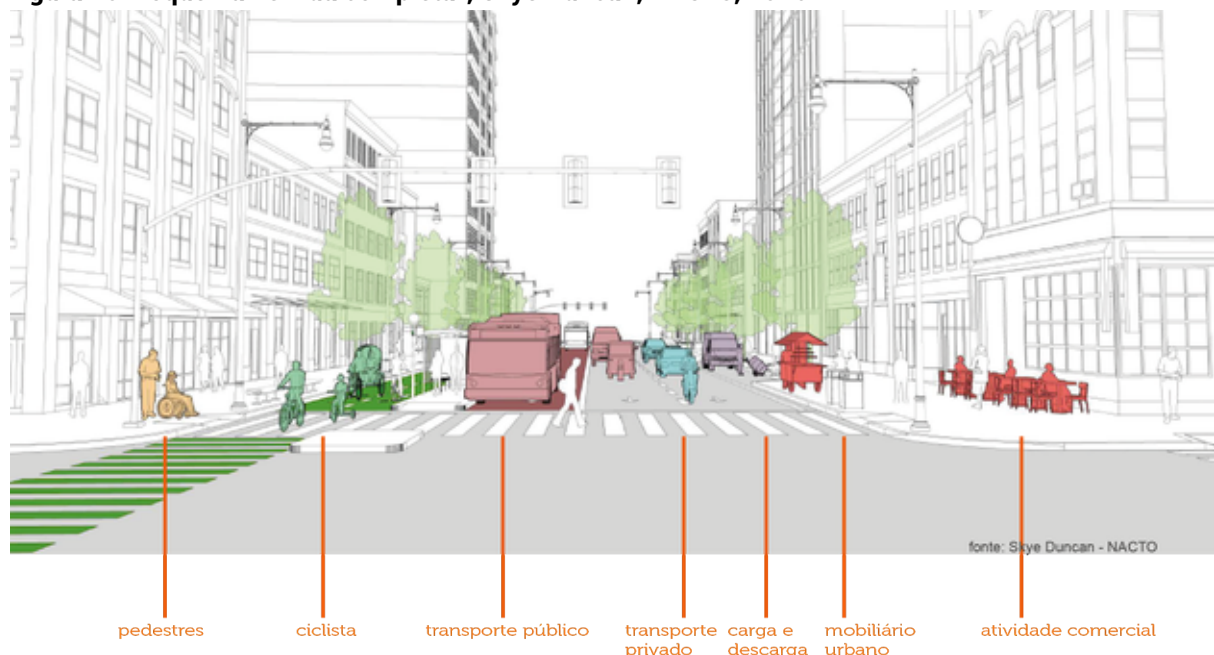 fonte: Skye Duncan - NACTO
pedestres
ciclista
transporte público
transporte privado
carga e descarga
mobiliário urbano
atividade comercial